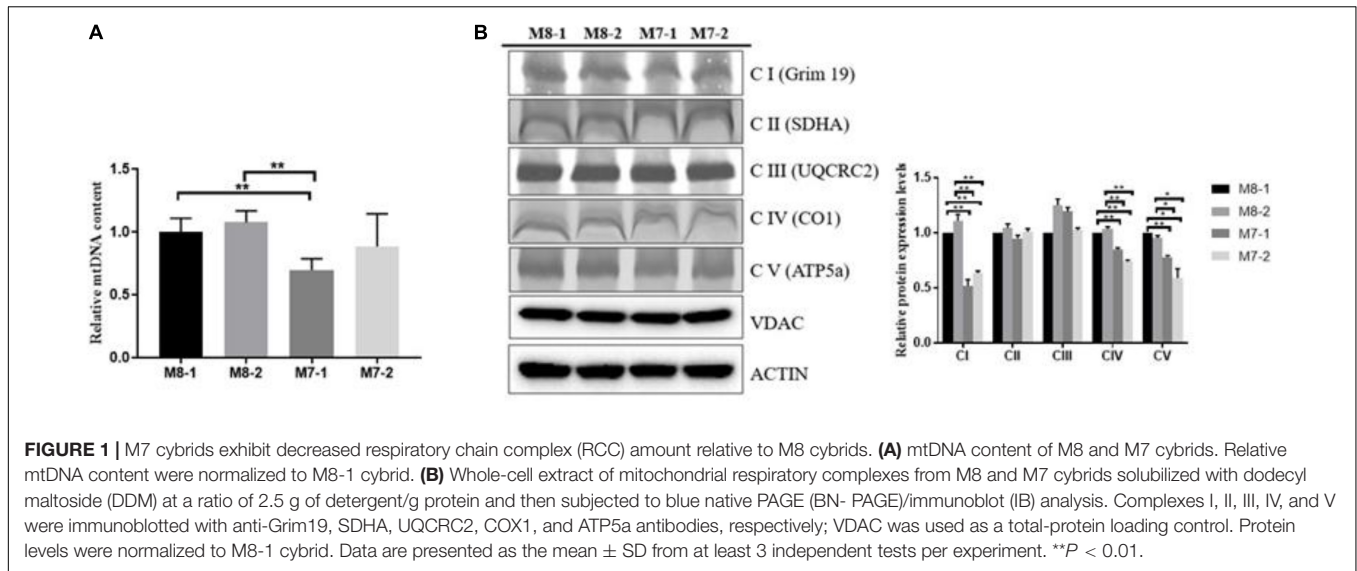 A
B
M8-1 M8-2 M7-1 M7-2
C I (Grim 19)
C II (SDHA)
C III (UQCRC2)
C IV (CO1)
C V (ATP5a)
VDAC
ACTIN
Relative mtDNA content
1.5
1.0
0.5
0.0
**
**
M8-1 M8-2 M7-1 M7-2
Relative protein expression levels
1.5
1.0
0.5
0.0
**
**
**
**
**
**
**
**
*
*
*
**
CI CII CIII CIV CV
M8-1
M8-2
M7-1
M7-2
FIGURE 1 | M7 cybrids exhibit decreased respiratory chain complex (RCC) amount relative to M8 cybrids. (A) mtDNA content of M8 and M7 cybrids. Relative
mtDNA content were normalized to M8-1 cybrid. (B) Whole-cell extract of mitochondrial respiratory complexes from M8 and M7 cybrids solubilized with dodecyl
maltoside (DDM) at a ratio of 2.5 g of detergent/g protein and then subjected to blue native PAGE (BN- PAGE)/immunoblot (IB) analysis. Complexes I, II, III, IV, and V
were immunoblotted with anti-Grim19, SDHA, UQCRC2, COX1, and ATP5a antibodies, respectively; VDAC was used as a total-protein loading control. Protein
levels were normalized to M8-1 cybrid. Data are presented as the mean ± SD from at least 3 independent tests per experiment. **P < 0.01.